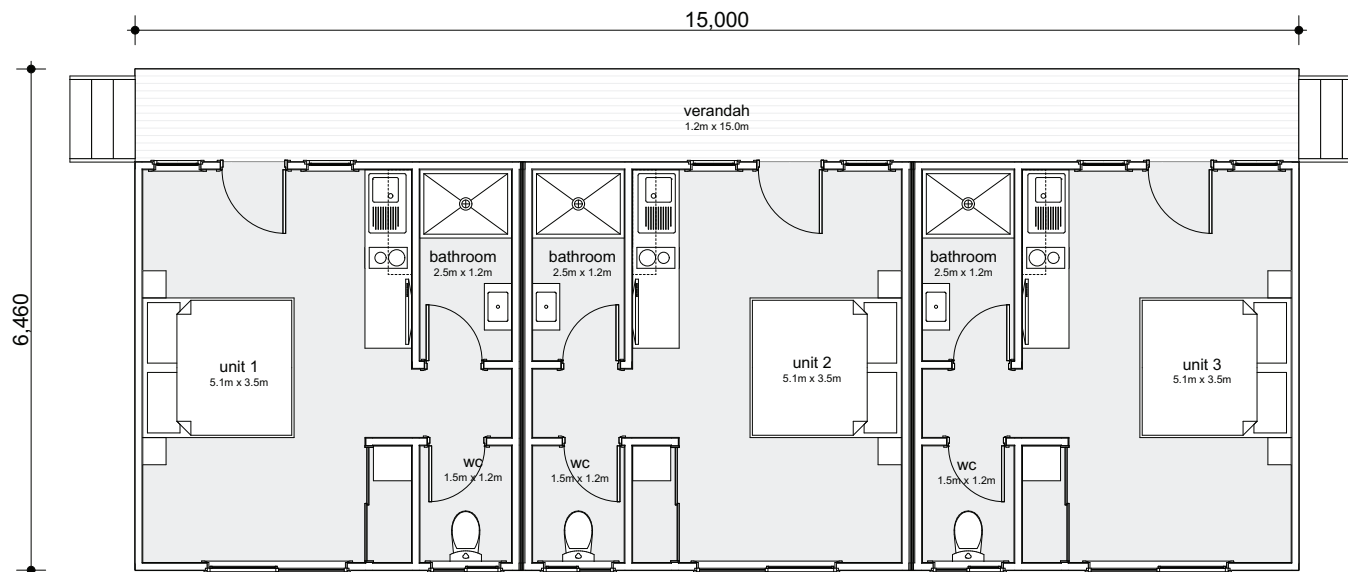 15,000
6,460
verandah
1.2m x 15.0m
bathroom
2.5m x 1.2m
bathroom
2.5m x 1.2m
bathroom
2.5m x 1.2m
unit 1
5.1m x 3.5m
unit 2
5.1m x 3.5m
unit 3
5.1m x 3.5m
wc
1.5m x 1.2m
wc
1.5m x 1.2m
wc
1.5m x 1.2m